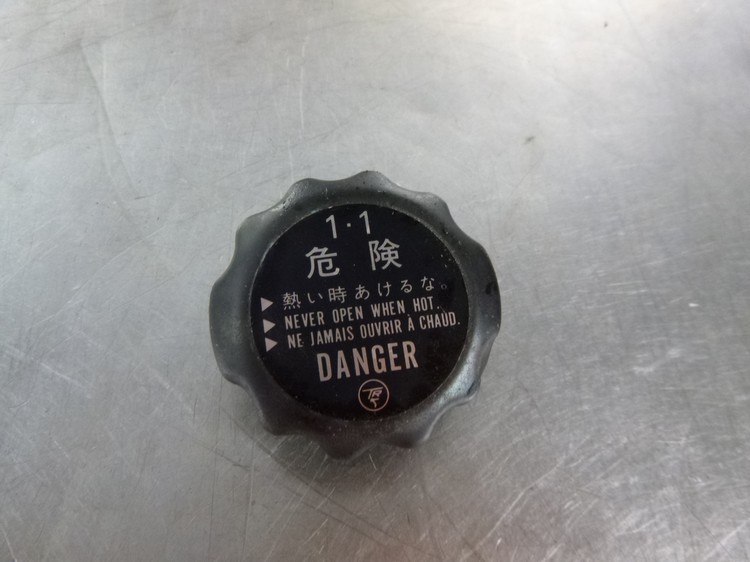 1·1
危険
▶ 熱い時あけるな。
▶ NEVER OPEN WHEN HOT.
▶ NE JAMAIS OUVRIR À CHAUD.
DANGER